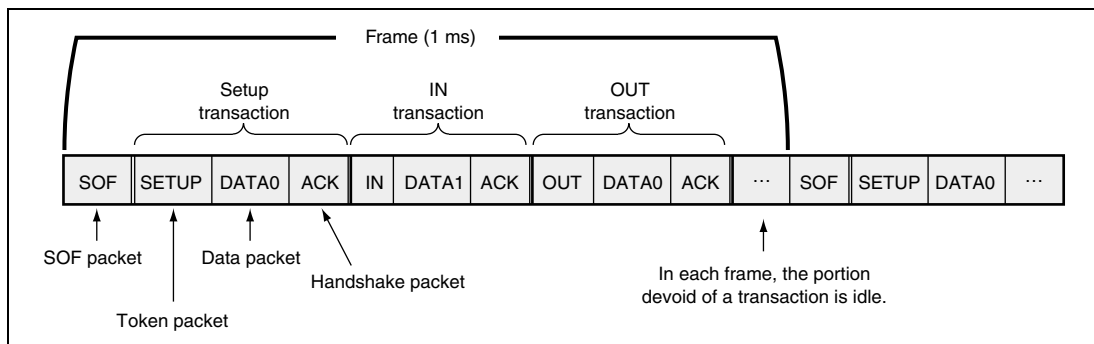 Frame (1 ms)
Setup
transaction
IN
transaction
OUT
transaction
SOF SETUP DATA0 ACK IN DATA1 ACK OUT DATA0 ACK ... SOF SETUP DATA0 ...
SOF packet
Data packet
Handshake packet
Token packet
In each frame, the portion
devoid of a transaction is idle.